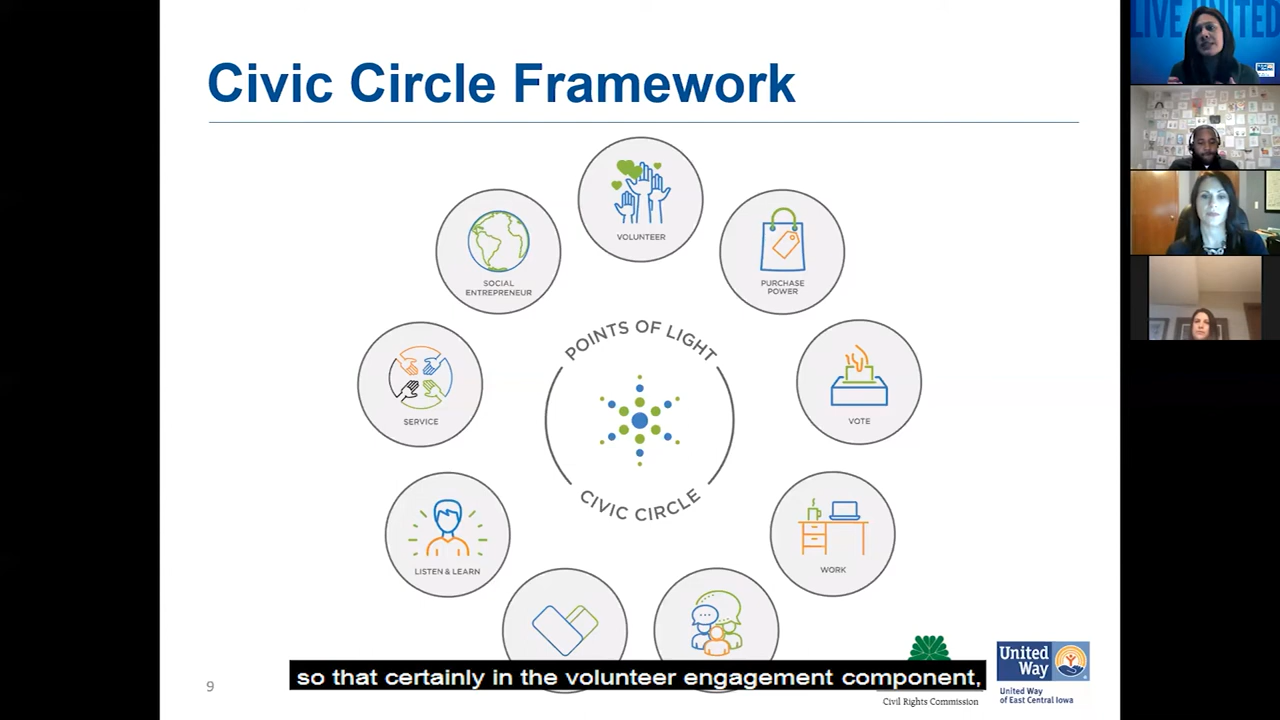 LIVE UNITED
Civic Circle Framework
VOLUNTEER
SOCIAL
ENTREPRENEUR
PURCHASE
POWER
POINTS OF LIGHT
CIVIC CIRCLE
SERVICE
VOTE
LISTEN & LEARN
WORK
so that certainly in the volunteer engagement component,
9
Civil Rights Commission
United
Way
United Way
of East Central Iowa